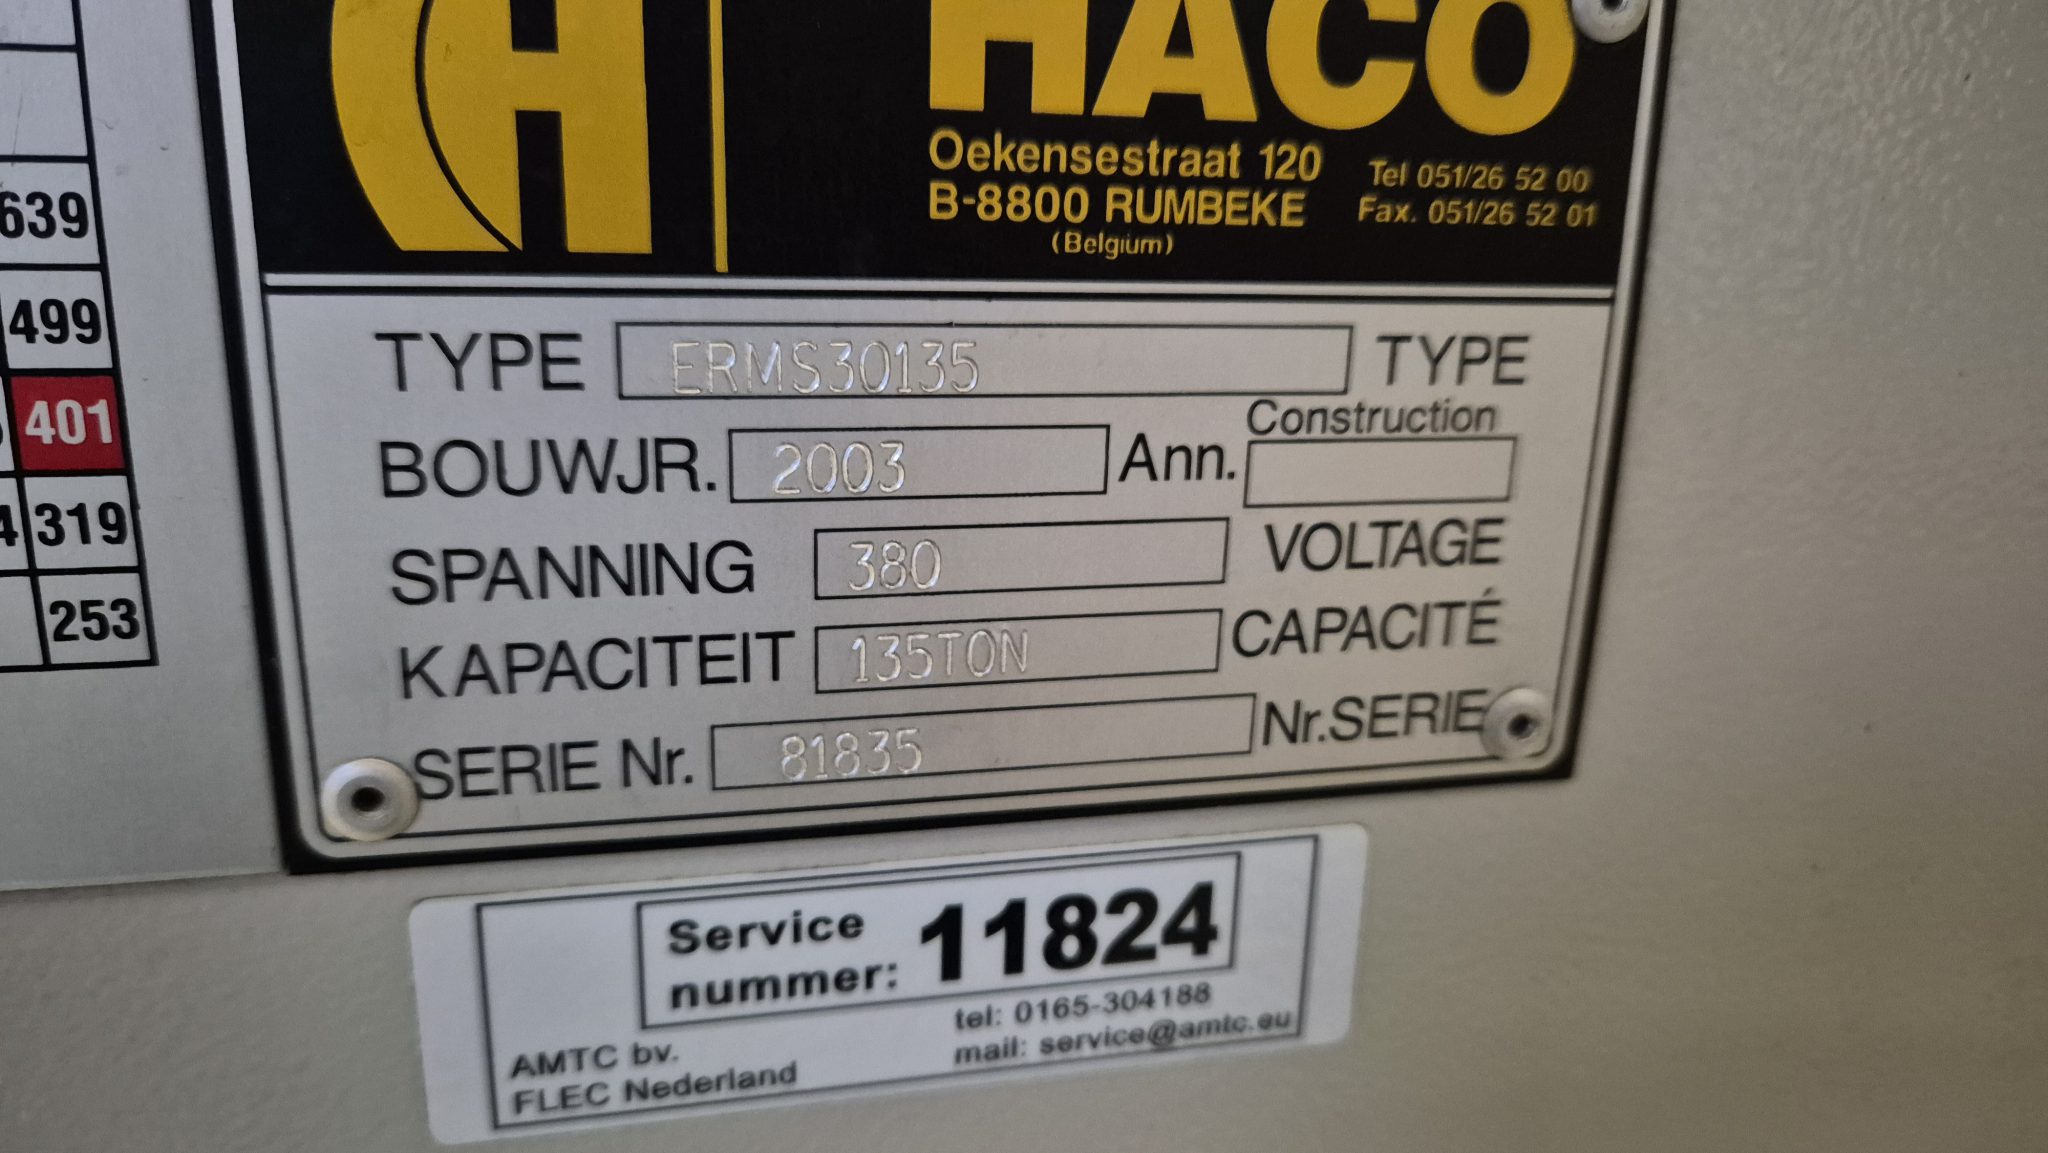 HACO
Oekensestraat 120
B-8800 RUMBEKE
(Belgium)
Tel 051/26 52 00
Fax. 051/26 52 01
639
499
401
4 319
253
TYPE ERMS30135 TYPE
BOUWJR. 2003 Ann. Construction
SPANNING 380 VOLTAGE
KAPACITEIT 135TON CAPACITÉ
SERIE Nr. 81835 Nr.SERIE
Service
nummer: 11824
tel: 0165-304188
mail: service@amtc.eu
AMTC bv.
FLEC Nederland